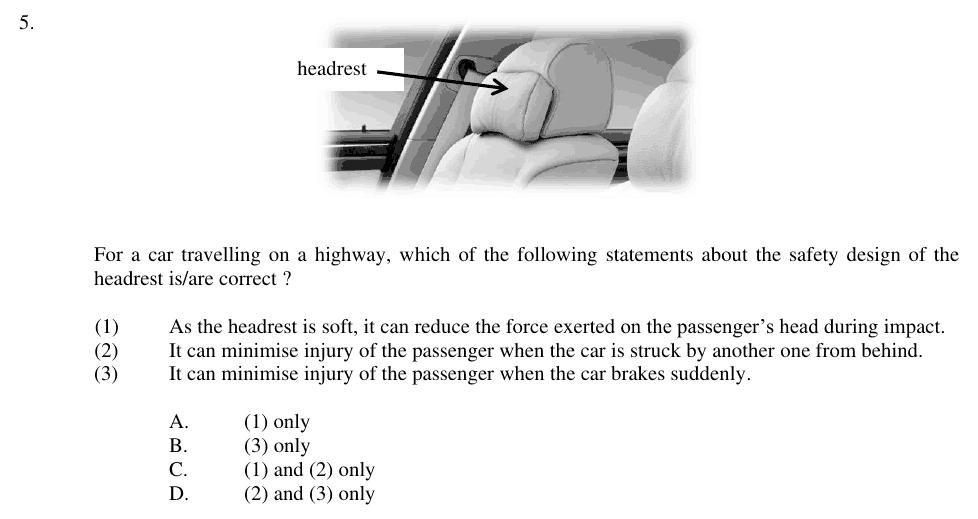 5.
headrest
For a car travelling on a highway, which of the following statements about the safety design of the
headrest is/are correct ?
(1) As the headrest is soft, it can reduce the force exerted on the passenger's head during impact.
(2) It can minimise injury of the passenger when the car is struck by another one from behind.
(3) It can minimise injury of the passenger when the car brakes suddenly.
A. (1) only
B. (3) only
C. (1) and (2) only
D. (2) and (3) only